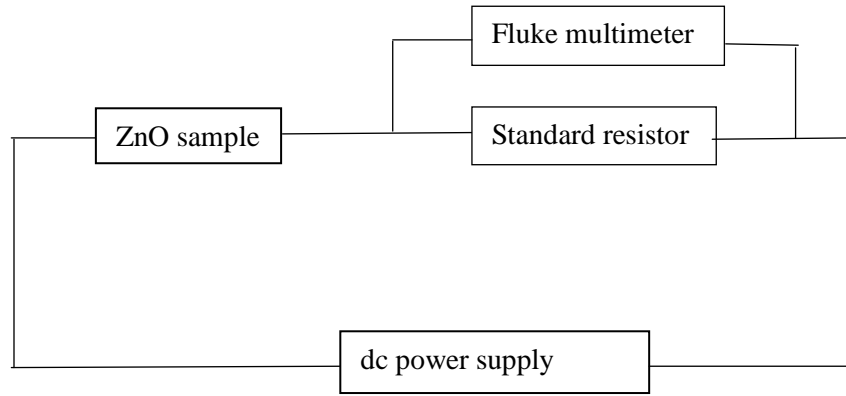 Fluke multimeter
ZnO sample
Standard resistor
dc power supply